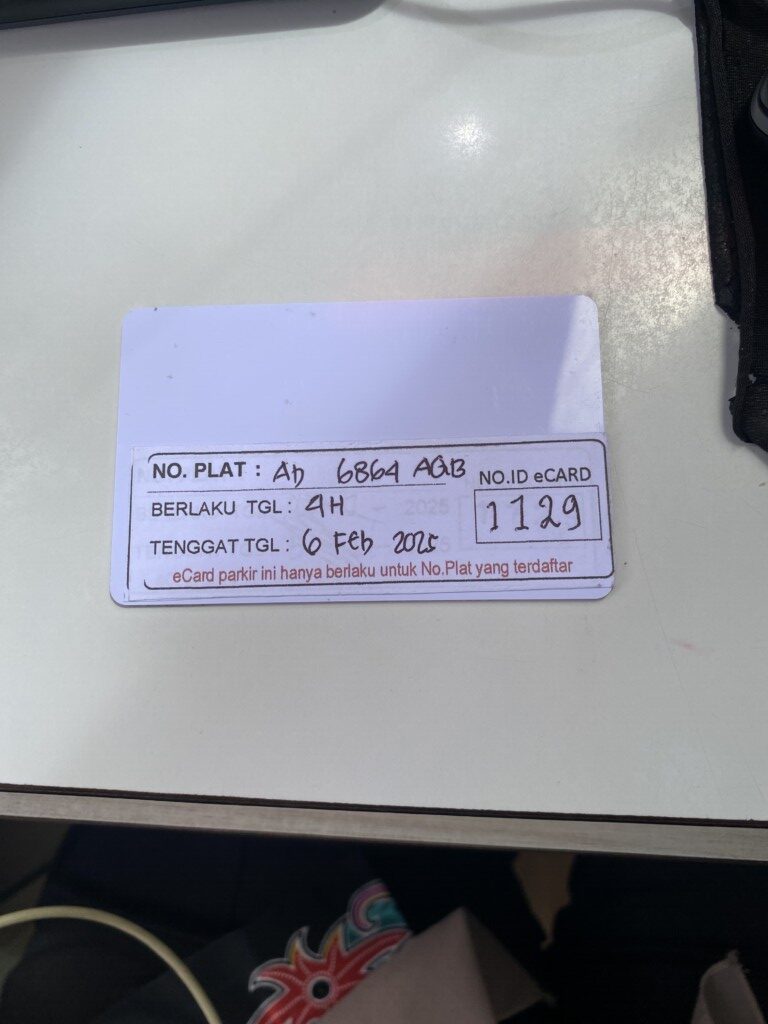 NO. PLAT : AD 6864 AGB
NO.ID eCARD
BERLAKU TGL : 4H
1129
TENGGAT TGL : 6 Feb 2025
eCard parkir ini hanya berlaku untuk No.Plat yang terdaftar